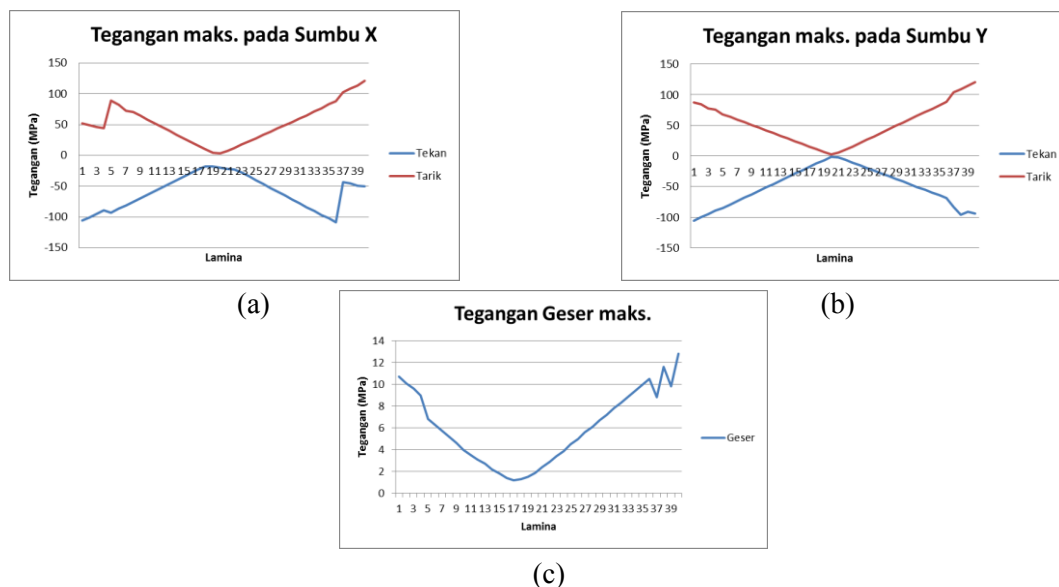 Tegangan maks. pada Sumbu X
Tegangan (MPa)
150
100
50
0
-50
-100
-150
1 3 5 7 9 11 13 15 17 19 21 23 25 27 29 31 33 35 37 39
Lamina
Tekan
Tarik
(a)
Tegangan maks. pada Sumbu Y
Tegangan (MPa)
150
100
50
0
-50
-100
-150
1 3 5 7 9 11 13 15 17 19 21 23 25 27 29 31 33 35 37 39
Lamina
Tekan
Tarik
(b)
Tegangan Geser maks.
Tegangan (MPa)
14
12
10
8
6
4
2
0
1 3 5 7 9 11 13 15 17 19 21 23 25 27 29 31 33 35 37 39
Lamina
Geser
(c)